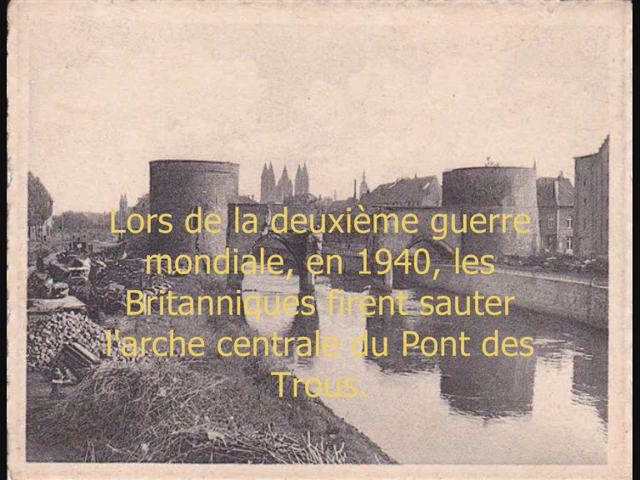 Lors de la deuxième guerre
mondiale, en 1940, les
Britanniques firent sauter
l'arche centrale du Pont des
Trous.